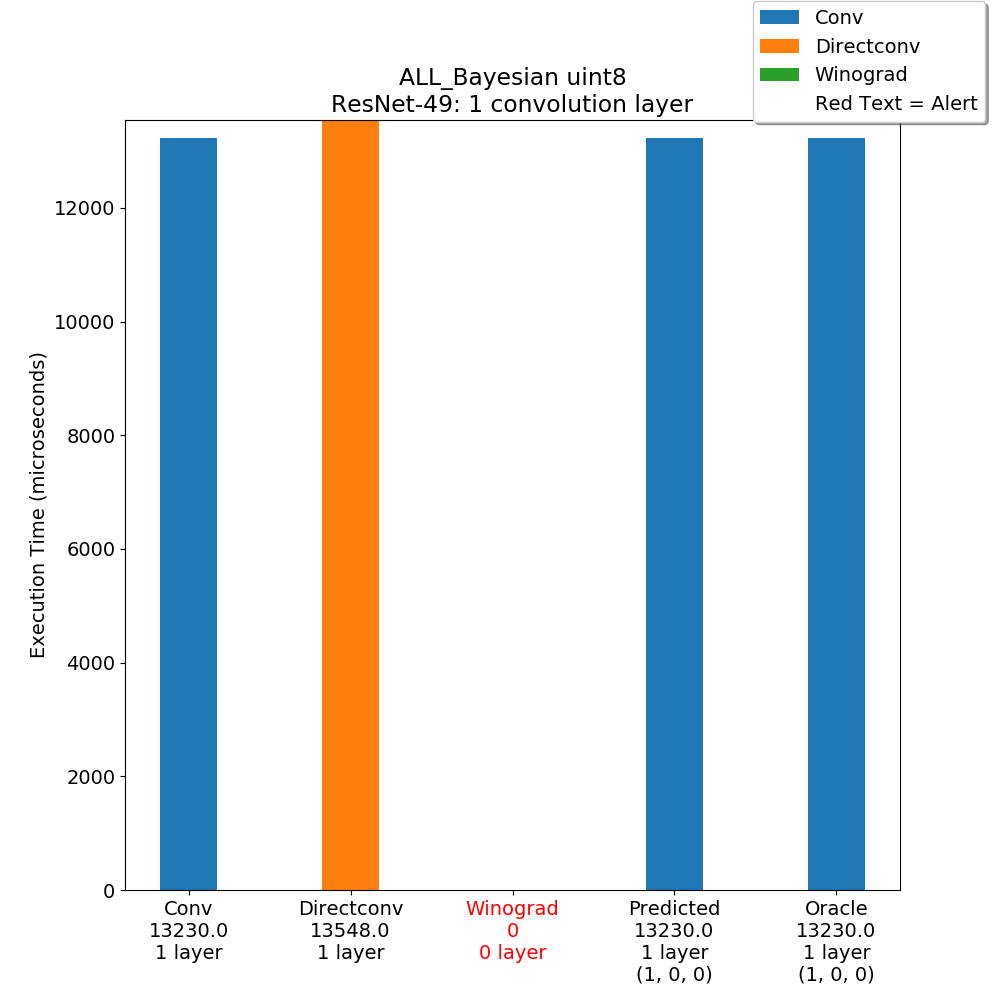 Conv
Directconv
Winograd
Red Text = Alert
ALL_Bayesian uint8
ResNet-49: 1 convolution layer
Execution Time (microseconds)
12000
10000
8000
6000
4000
2000
0
Conv
13230.0
1 layer
Directconv
13548.0
1 layer
Winograd
0
0 layer
Predicted
13230.0
1 layer
(1, 0, 0)
Oracle
13230.0
1 layer
(1, 0, 0)